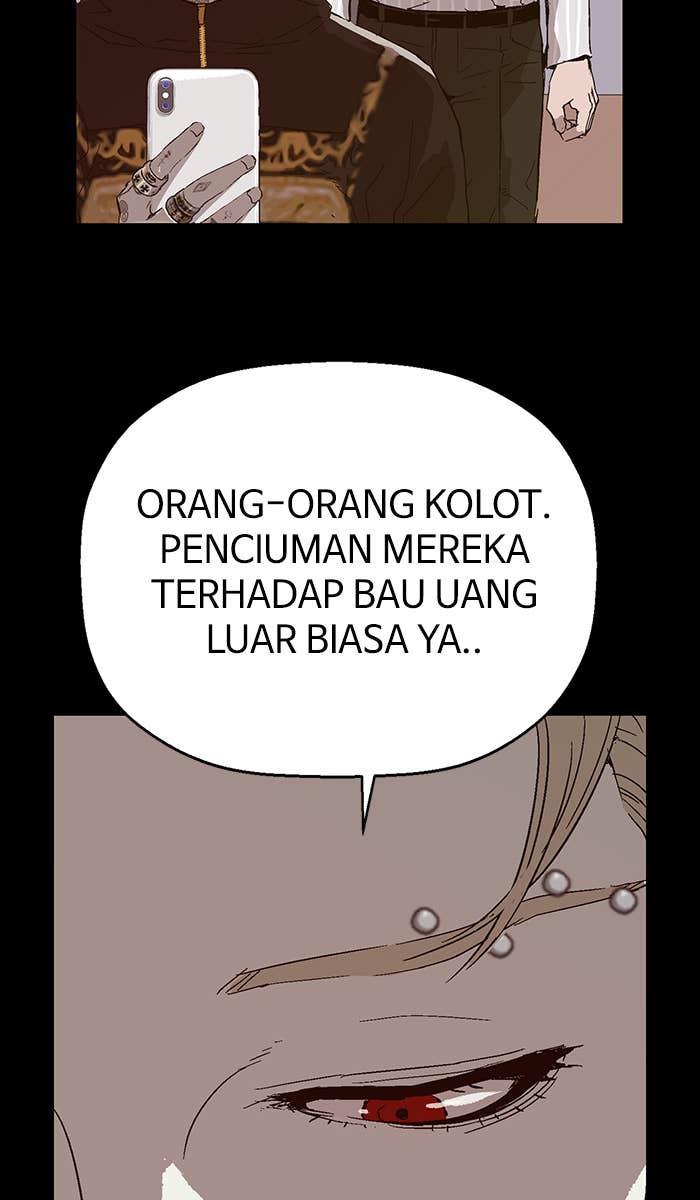 ORANG-ORANG KOLOT.
PENCIUMAN MEREKA
TERHADAP BAU UANG
LUAR BIASA YA..